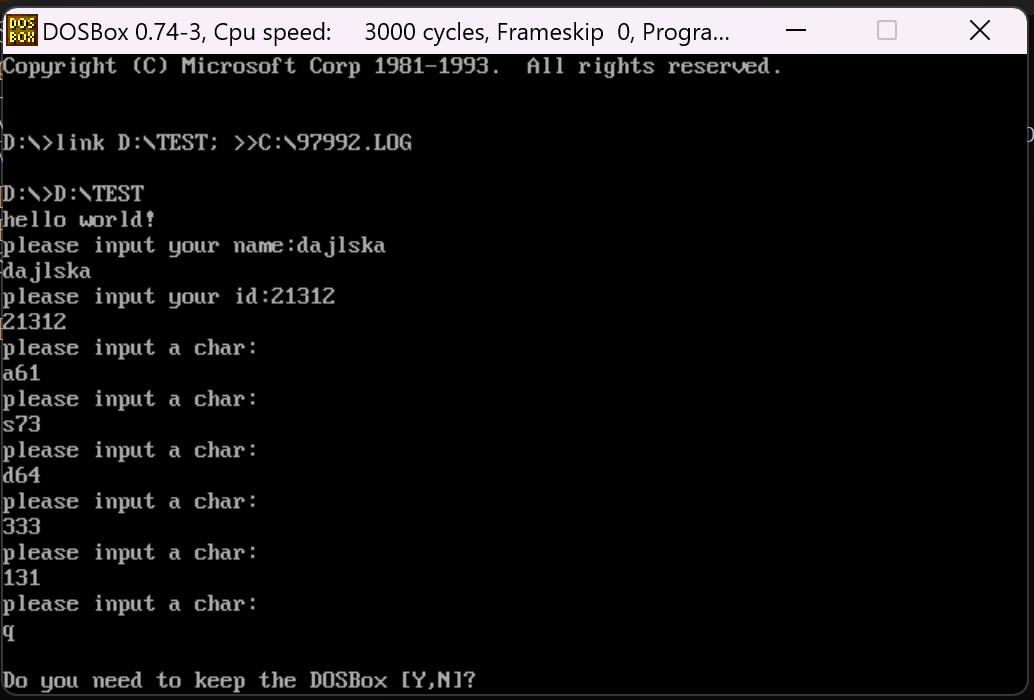 DOS
BOX
DOSBox 0.74-3, Cpu speed: 3000 cycles, Frameskip 0, Progra...
Copyright (C) Microsoft Corp 1981-1993. All rights reserved.
D:\>link D:\TEST; >>C:\97992.LOG
D:\>D:\TEST
hello world!
please input your name:dajlska
dajlska
please input your id:21312
21312
please input a char:
a61
please input a char:
s73
please input a char:
d64
please input a char:
333
please input a char:
131
please input a char:
q
Do you need to keep the DOSBox [Y,N]?